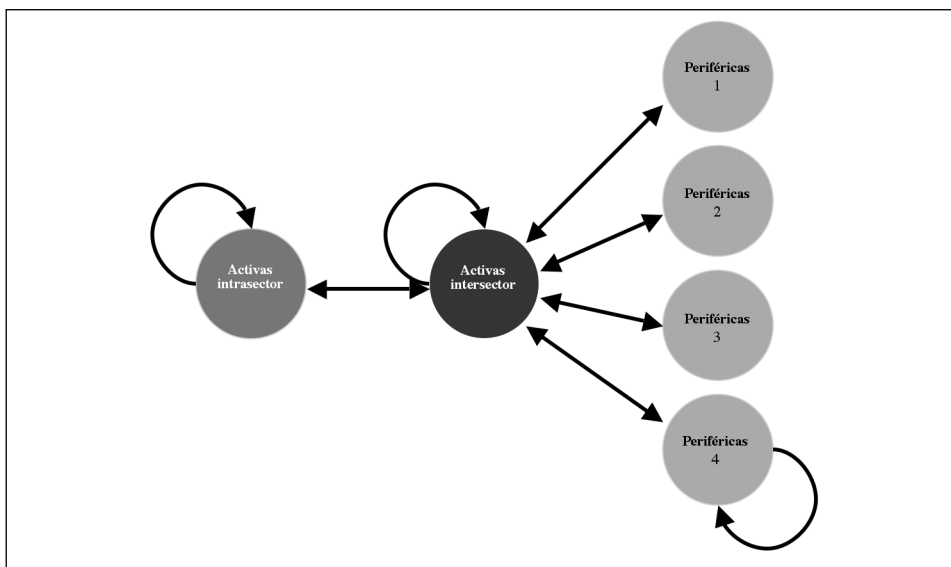 Periféricas
1
Periféricas
2
Activas
intrasector
Activas
intersector
Periféricas
3
Periféricas
4